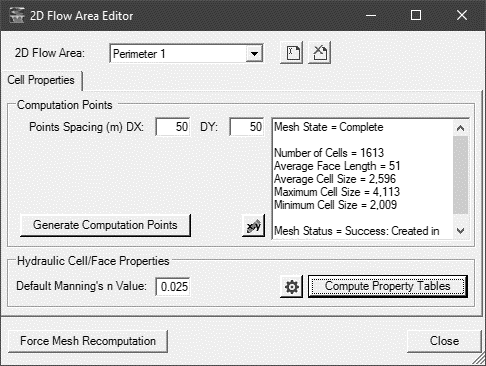 2D Flow Area Editor
2D Flow Area: Perimeter 1
Cell Properties
Computation Points
Points Spacing (m) DX: 50 DY: 50
Mesh State = Complete
Number of Cells = 1613
Average Face Length = 51
Average Cell Size = 2,596
Maximum Cell Size = 4,113
Minimum Cell Size = 2,009
Mesh Status = Success: Created in
Generate Computation Points
Hydraulic Cell/Face Properties
Default Manning's n Value: 0.025
Compute Property Tables
Force Mesh Recomputation
Close